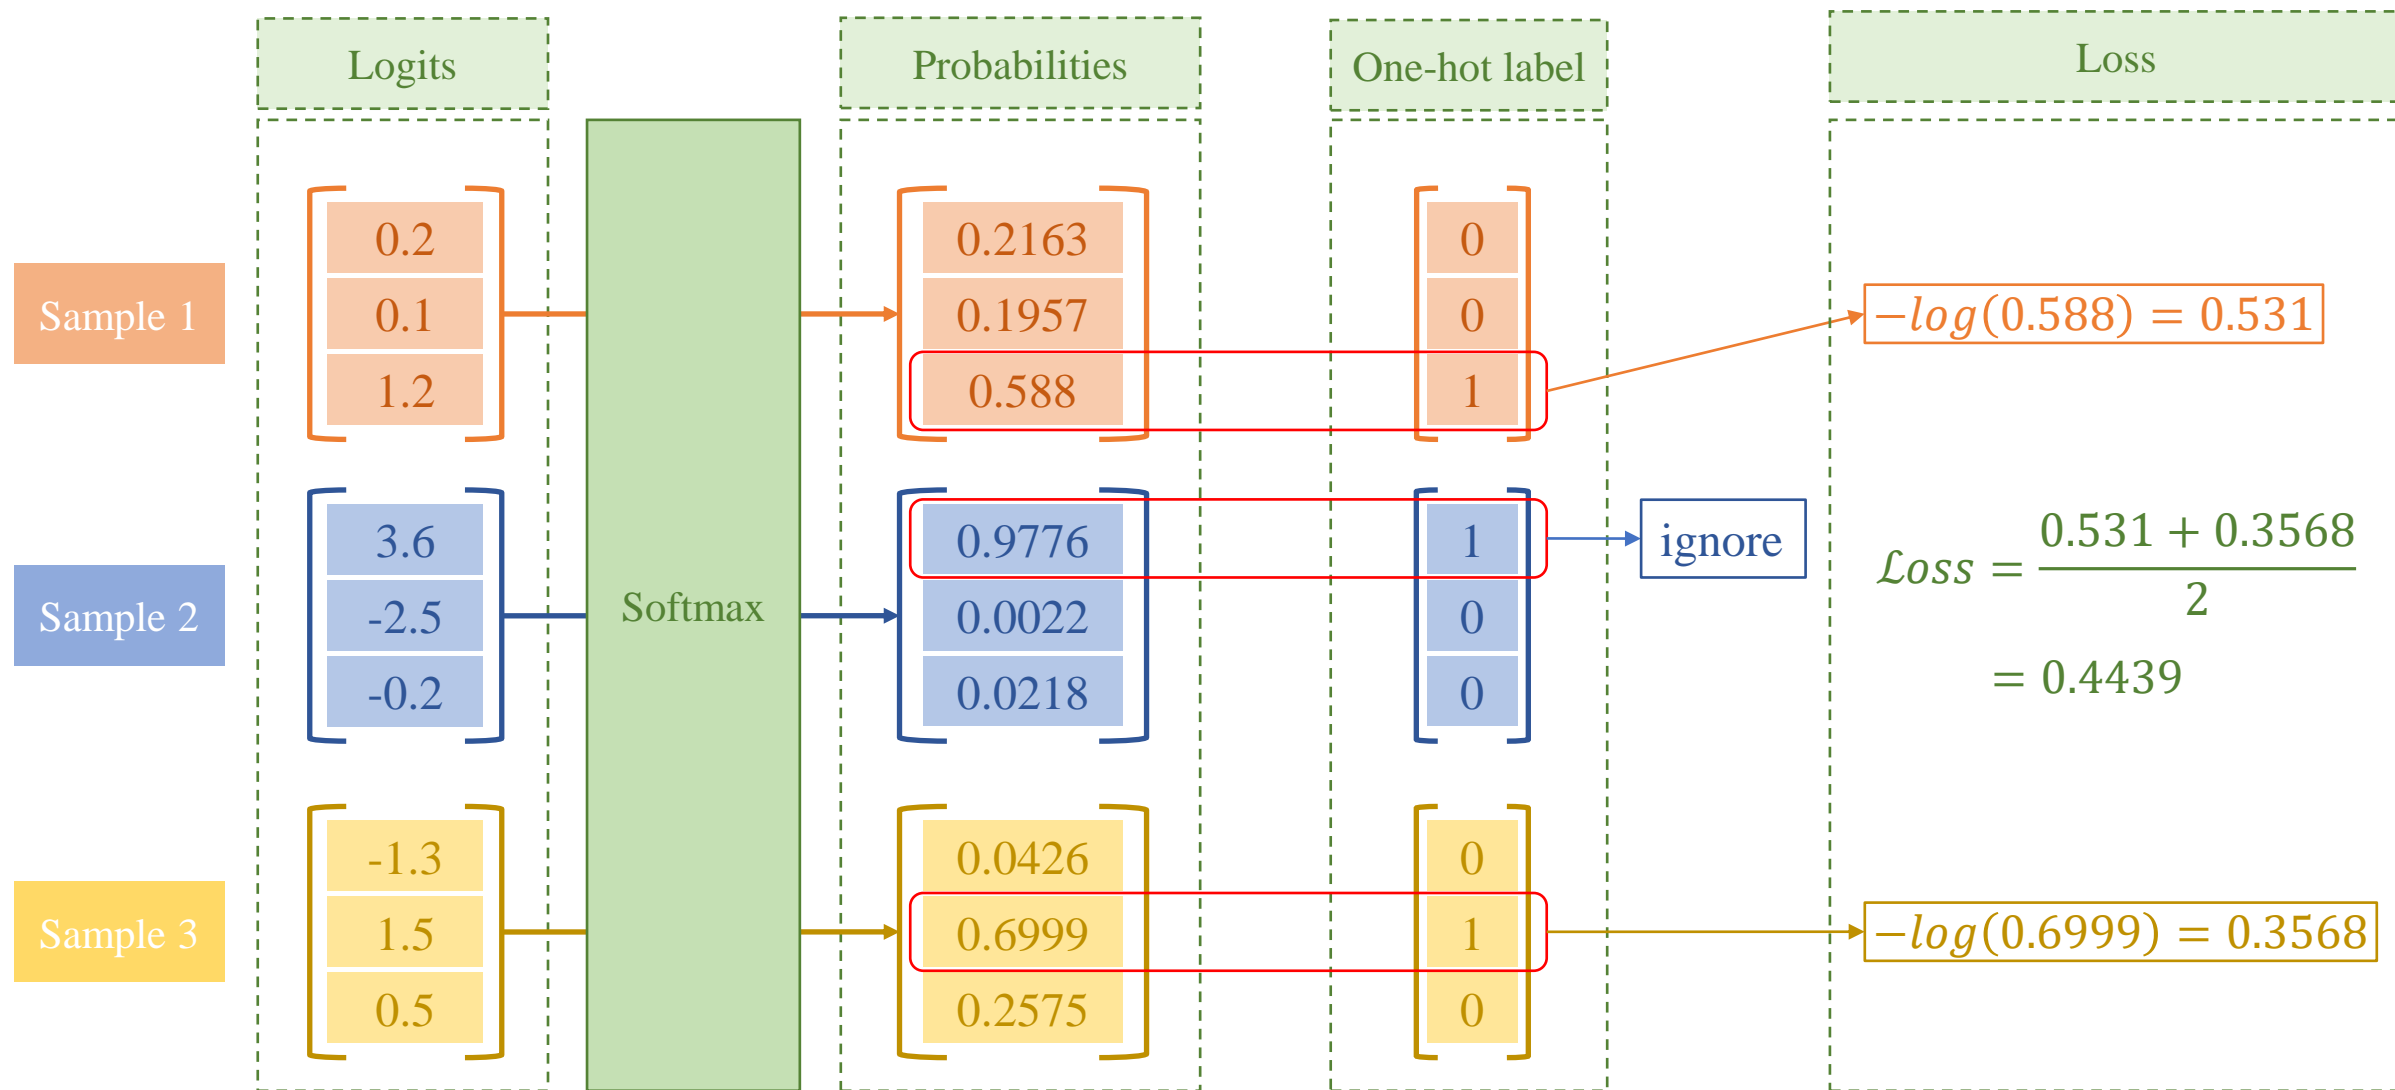 Logits
Probabilities
One-hot label
Loss
Sample 1
0.2
0.1
1.2
0.2163
0.1957
0.588
0
0
1
−log(0.588) = 0.531
Sample 2
3.6
-2.5
-0.2
Softmax
0.9776
0.0022
0.0218
1
0
0
ignore
ℒoss = 0.531 + 0.3568 / 2
= 0.4439
Sample 3
-1.3
1.5
0.5
0.0426
0.6999
0.2575
0
1
0
−log(0.6999) = 0.3568